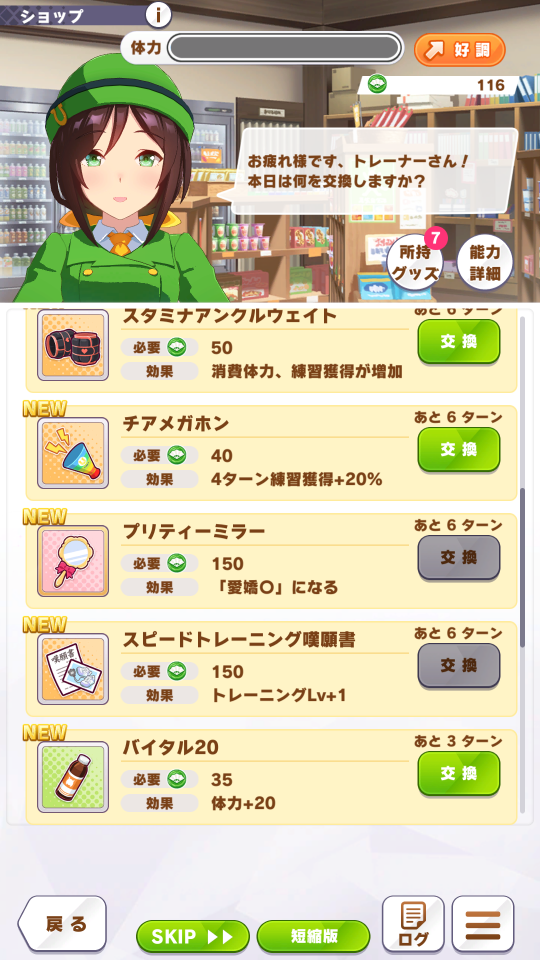 ショップ
i
体力
好調
116
お疲れ様です、トレーナーさん！
本日は何を交換しますか？
所持
グッズ
7
能力
詳細
スタミナアンクルウェイト
あと6ターン
必要 50
交換
効果 消費体力、練習獲得が増加
NEW
チアメガホン
あと6ターン
必要 40
交換
効果 4ターン練習獲得+20%
NEW
プリティーミラー
あと6ターン
必要 150
交換
効果 「愛嬌〇」になる
NEW
スピードトレーニング嘆願書
あと6ターン
嘆願書
必要 150
交換
効果 トレーニングLv+1
NEW
バイタル20
あと3ターン
必要 35
交換
効果 体力+20
戻る
SKIP
短縮版
ログ